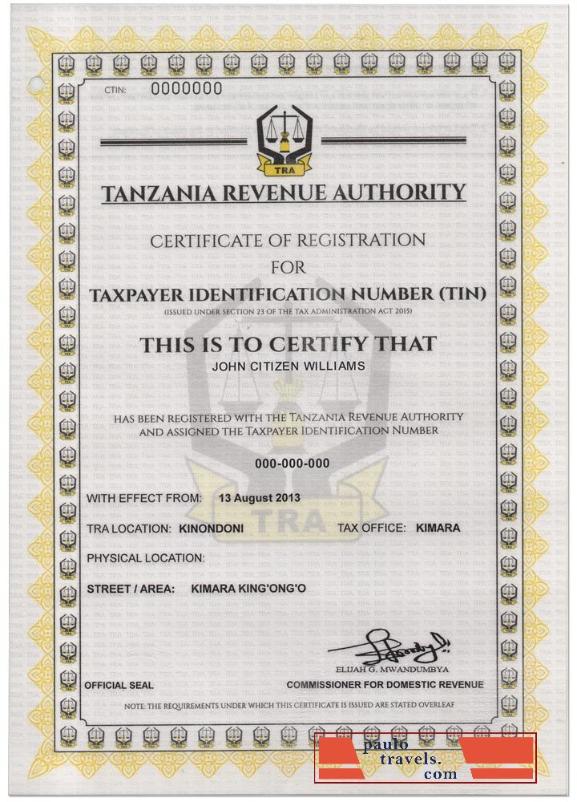 CTIN: 0000000
TRA
TANZANIA REVENUE AUTHORITY
CERTIFICATE OF REGISTRATION
FOR
TAXPAYER IDENTIFICATION NUMBER (TIN)
(ISSUED UNDER SECTION 23 OF THE TAX ADMINISTRATION ACT 2015)
THIS IS TO CERTIFY THAT
JOHN CITIZEN WILLIAMS
HAS BEEN REGISTERED WITH THE TANZANIA REVENUE AUTHORITY
AND ASSIGNED THE TAXPAYER IDENTIFICATION NUMBER
000-000-000
TRA
WITH EFFECT FROM: 13 August 2013
TRA LOCATION: KINONDONI TAX OFFICE: KIMARA
PHYSICAL LOCATION:
STREET / AREA: KIMARA KING'ONG'O
ELIJAH G. MWANDUMBYA
OFFICIAL SEAL COMMISSIONER FOR DOMESTIC REVENUE
NOTE: THE REQUIREMENTS UNDER WHICH THIS CERTIFICATE IS ISSUED ARE STATED OVERLEAF
paulo
travels.
com